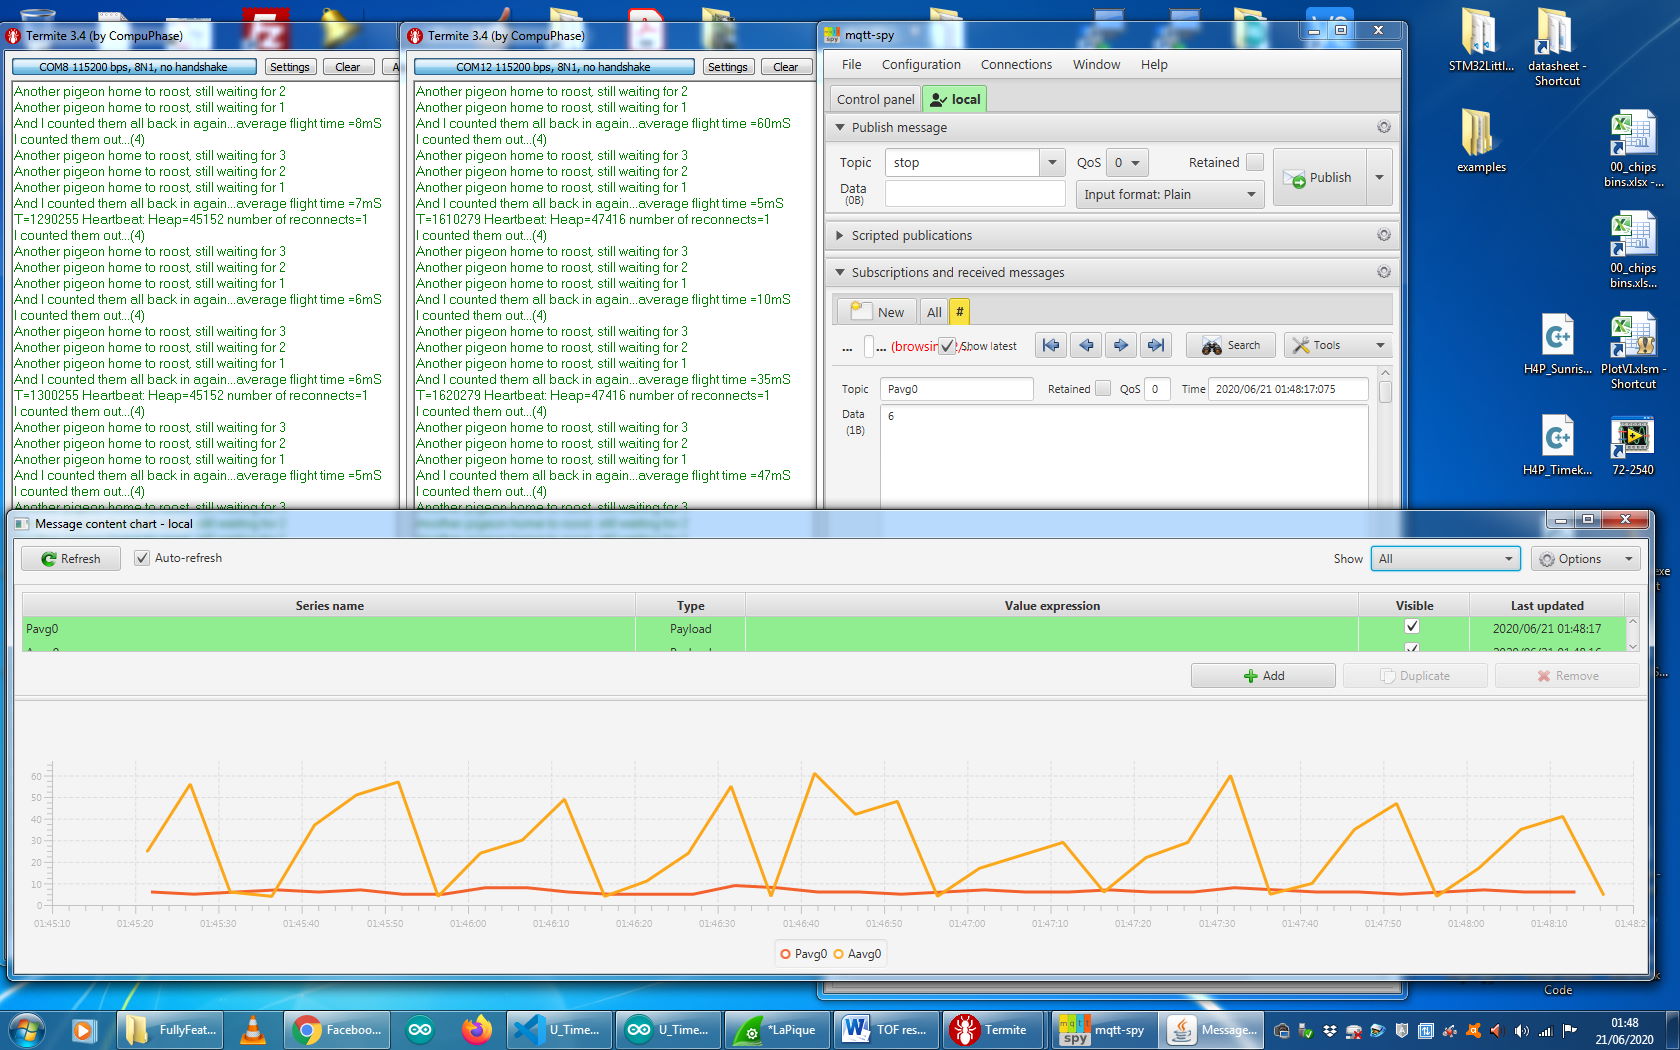 Termite 3.4 (by CompuPhase)
COM8 115200 bps, 8N1, no handshake
Settings
Clear
Another pigeon home to roost, still waiting for 2
Another pigeon home to roost, still waiting for 1
And I counted them all back in again...average flight time =8mS
I counted them out...(4)
Another pigeon home to roost, still waiting for 3
Another pigeon home to roost, still waiting for 2
Another pigeon home to roost, still waiting for 1
And I counted them all back in again...average flight time =7mS
T=1290255 Heartbeat: Heap=45152 number of reconnects=1
I counted them out...(4)
Another pigeon home to roost, still waiting for 3
Another pigeon home to roost, still waiting for 2
Another pigeon home to roost, still waiting for 1
And I counted them all back in again...average flight time =6mS
I counted them out...(4)
Another pigeon home to roost, still waiting for 3
Another pigeon home to roost, still waiting for 2
Another pigeon home to roost, still waiting for 1
And I counted them all back in again...average flight time =6mS
T=1300255 Heartbeat: Heap=45152 number of reconnects=1
I counted them out...(4)
Another pigeon home to roost, still waiting for 3
Another pigeon home to roost, still waiting for 2
Another pigeon home to roost, still waiting for 1
And I counted them all back in again...average flight time =5mS
I counted them out...(4)
Another pigeon home to roost, still waiting for 3
Termite 3.4 (by CompuPhase)
COM12 115200 bps, 8N1, no handshake
Settings
Clear
Another pigeon home to roost, still waiting for 2
Another pigeon home to roost, still waiting for 1
And I counted them all back in again...average flight time =60mS
I counted them out...(4)
Another pigeon home to roost, still waiting for 3
Another pigeon home to roost, still waiting for 2
Another pigeon home to roost, still waiting for 1
And I counted them all back in again...average flight time =5mS
T=1610279 Heartbeat: Heap=47416 number of reconnects=1
I counted them out...(4)
Another pigeon home to roost, still waiting for 3
Another pigeon home to roost, still waiting for 2
Another pigeon home to roost, still waiting for 1
And I counted them all back in again...average flight time =10mS
I counted them out...(4)
Another pigeon home to roost, still waiting for 3
Another pigeon home to roost, still waiting for 2
Another pigeon home to roost, still waiting for 1
And I counted them all back in again...average flight time =35mS
T=1620279 Heartbeat: Heap=47416 number of reconnects=1
I counted them out...(4)
Another pigeon home to roost, still waiting for 3
Another pigeon home to roost, still waiting for 2
Another pigeon home to roost, still waiting for 1
And I counted them all back in again...average flight time =47mS
I counted them out...(4)
Another pigeon home to roost, still waiting for 3
mqtt-spy
File Configuration Connections Window Help
Control panel local
Publish message
Topic stop QoS 0 Retained Publish
Data
(0B)
Input format: Plain
Scripted publications
Subscriptions and received messages
New All #
... ... (browsin Show latest Search Tools
Topic Pavg0 Retained QoS 0 Time 2020/06/21 01:48:17:075
Data 6
(1B)
STM32Littl...
datasheet -
Shortcut
examples
00_chips
bins.xlsx -...
00_chips
bins.xls...
H4P_Sunris...
PlotVI.xlsm -
Shortcut
H4P_Timek...
72-2540
Message content chart - local
Refresh Auto-refresh Show All Options
Series name Type Value expression Visible Last updated
Pavg0 Payload 2020/06/21 01:48:17
Add Duplicate Remove
60
50
40
30
20
10
0
01:45:10 01:45:20 01:45:30 01:45:40 01:45:50 01:46:00 01:46:10 01:46:20 01:46:30 01:46:40 01:46:50 01:47:00 01:47:10 01:47:20 01:47:30 01:47:40 01:47:50 01:48:00 01:48:10 01:48:2
Pavg0 Aavg0
Code
FullyFeat... Faceboo... U_Time... U_Time... *LaPique TOF res... Termite mqtt-spy Message...
01:48
21/06/2020